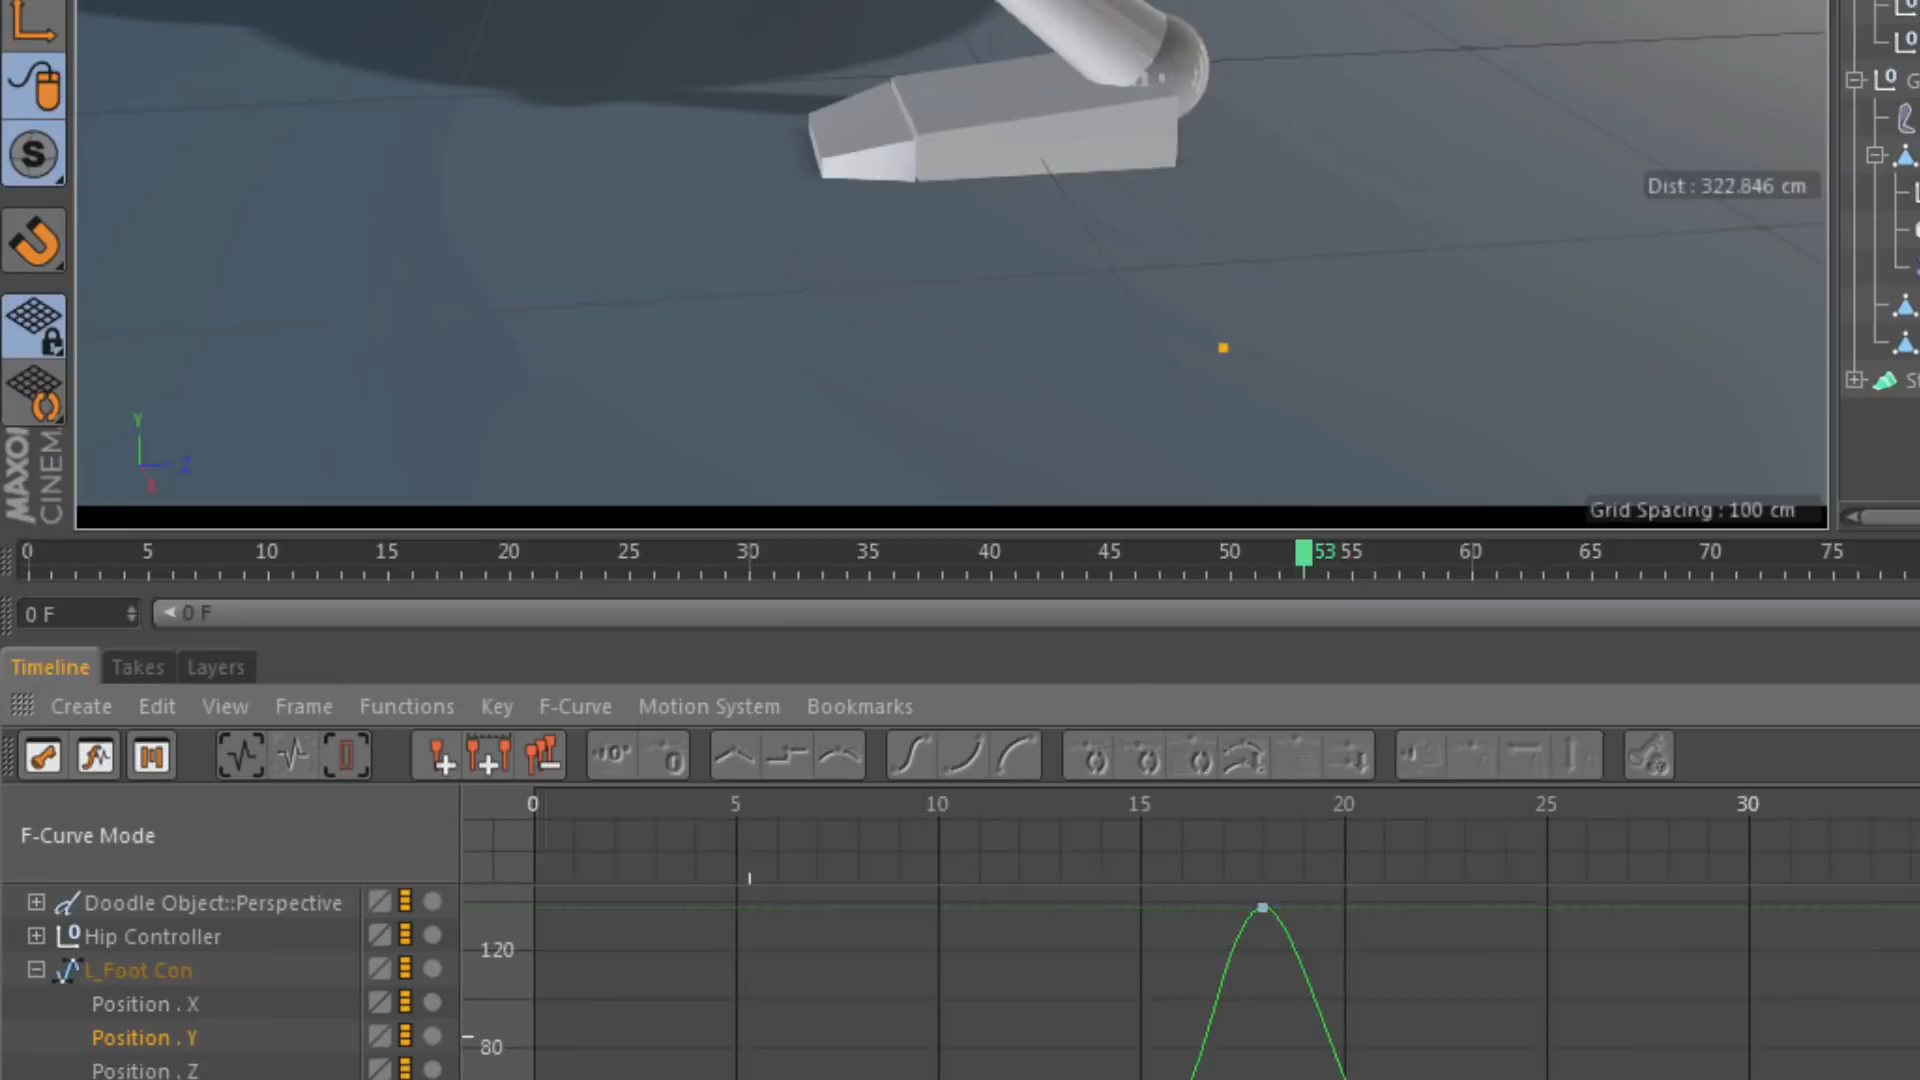 S
MAXON
CINEM
Y
Z
X
Dist : 322.846 cm
Grid Spacing : 100 cm
0 5 10 15 20 25 30 35 40 45 50 53 55 60 65 70 75
0 F
0 F
Timeline Takes Layers
Create Edit View Frame Functions Key F-Curve Motion System Bookmarks
0 5 10 15 20 25 30
F-Curve Mode
Doodle Object::Perspective
Hip Controller
L_Foot Con
Position . X
Position . Y
Position . Z
120
80